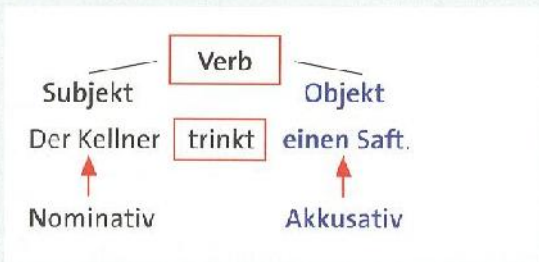 Verb
Subjekt Objekt
Der Kellner trinkt einen Saft.
Nominativ Akkusativ